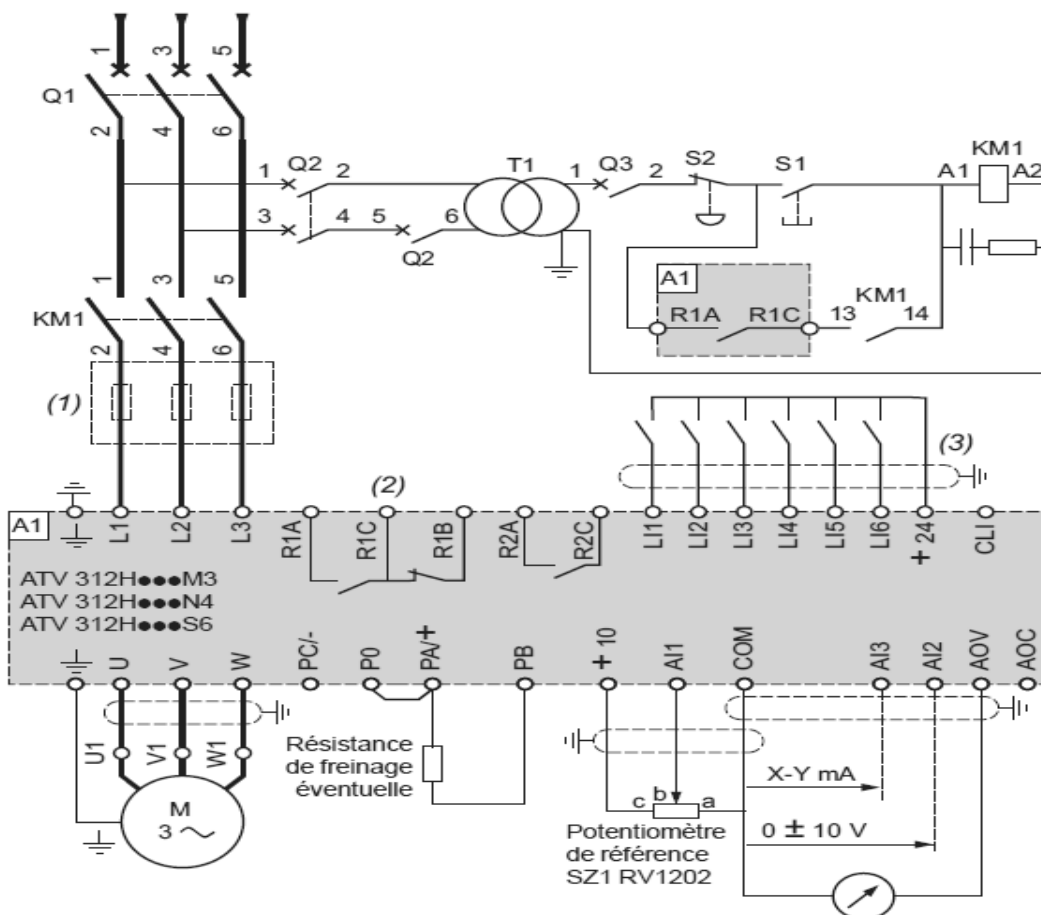 1 3 5
Q1
2 4 6
1 Q2 2
T1
1 Q3 2
S2
S1
KM1
A1 A2
3 4 5 6
Q2
1 3 5
KM1
2 4 6
A1
R1A R1C
13 KM1 14
(1)
(2)
(3)
A1
L1 L2 L3 R1A R1C R1B R2A R2C LI1 LI2 LI3 LI4 LI5 LI6 + 24 CLI
ATV 312H●●●M3
ATV 312H●●●N4
ATV 312H●●●S6
U V W PC/- P0 PA/+ PB + 10 AI1 COM AI3 AI2 AOV AOC
U1 V1 W1
M
3
Résistance
de freinage
éventuelle
c b a
Potentiomètre
de référence
SZ1 RV1202
X-Y mA
0 ± 10 V